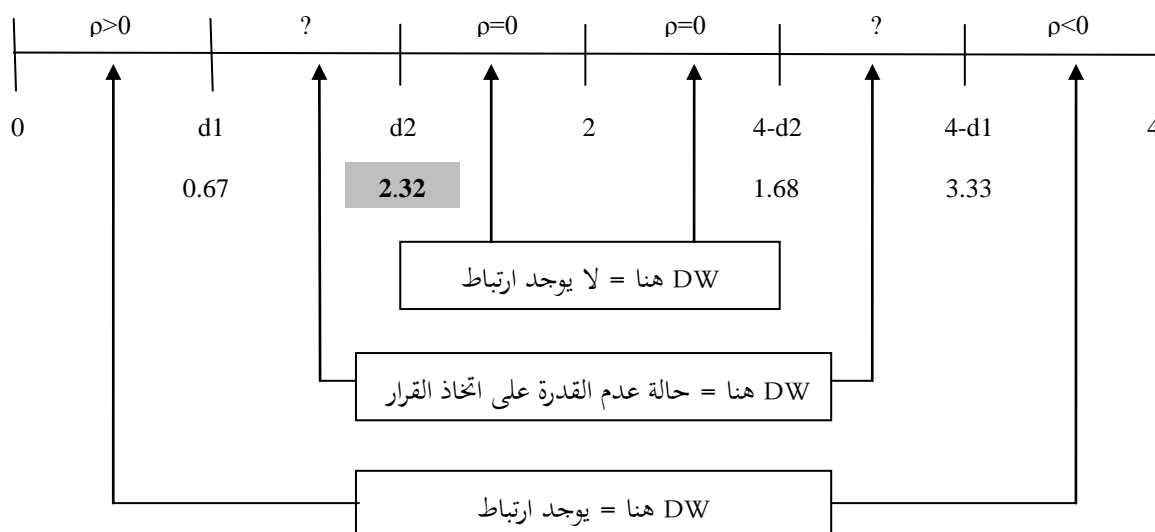 ρ>0 ? ρ=0 ρ=0 ? ρ<0
0 d1 d2 2 4-d2 4-d1 4
0.67 2.32 1.68 3.33
DW هنا = لا يوجد ارتباط
DW هنا = حالة عدم القدرة على اتخاذ القرار
DW هنا = يوجد ارتباط